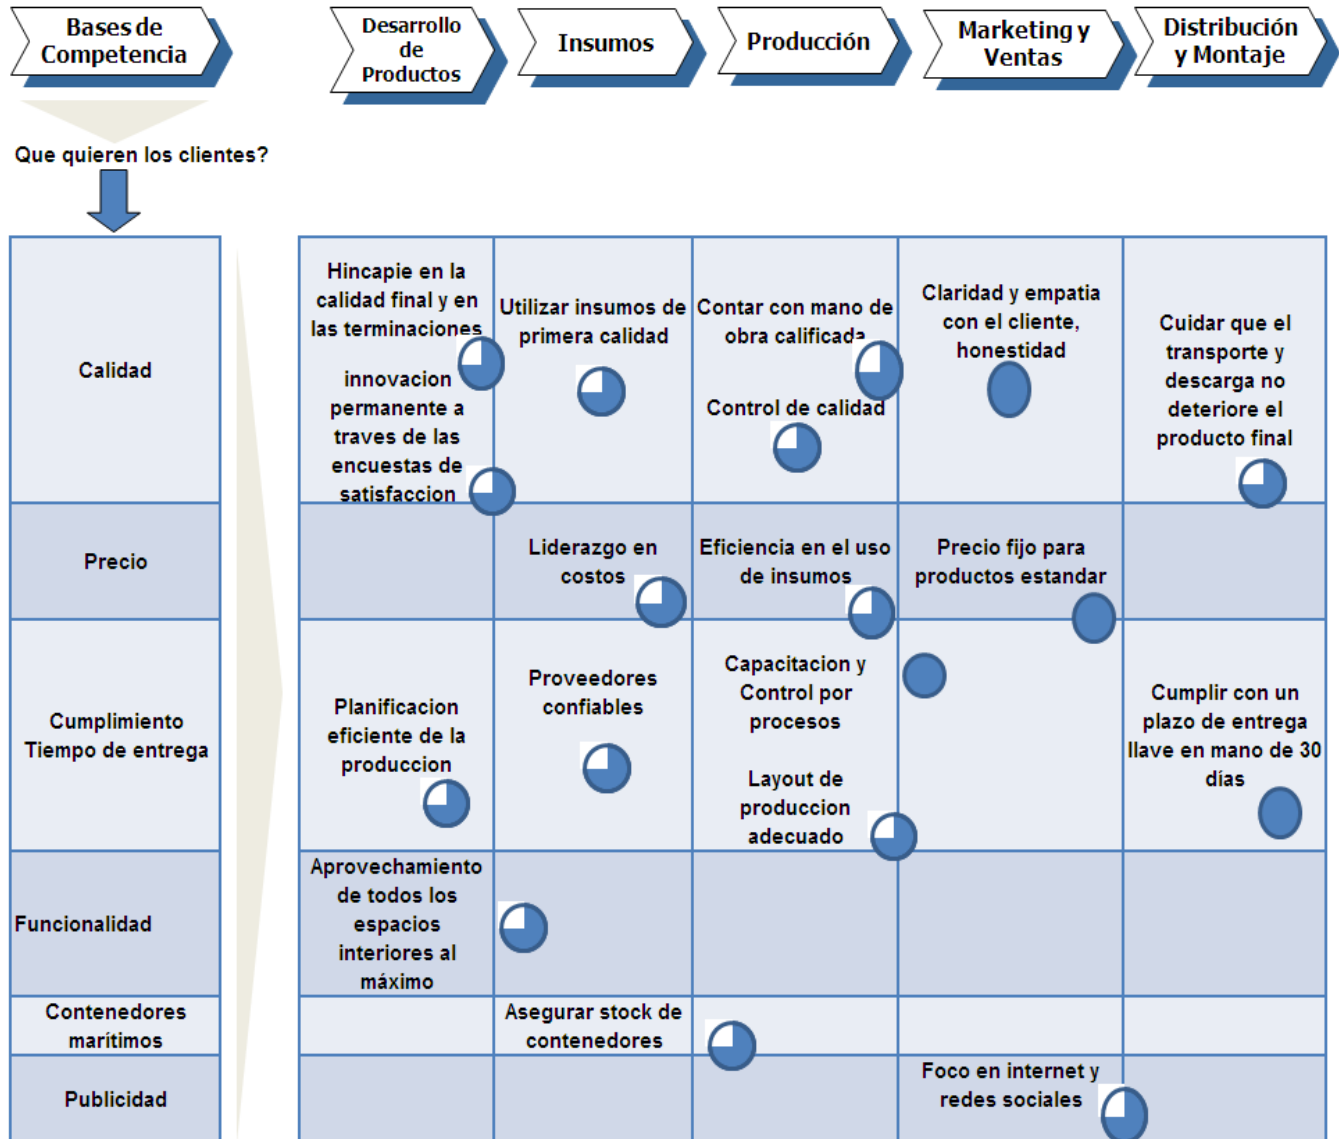 Bases de
Competencia
Desarrollo
de
Productos
Insumos
Producción
Marketing y
Ventas
Distribución
y Montaje
Que quieren los clientes?
Calidad
Hincapie en la
calidad final y en
las terminaciones
innovacion
permanente a
traves de las
encuestas de
satisfaccion
Utilizar insumos de
primera calidad
Contar con mano de
obra calificada
Control de calidad
Claridad y empatia
con el cliente,
honestidad
Cuidar que el
transporte y
descarga no
deteriore el
producto final
Precio
Liderazgo en
costos
Eficiencia en el uso
de insumos
Precio fijo para
productos estandar
Cumplimiento
Tiempo de entrega
Planificacion
eficiente de la
produccion
Proveedores
confiables
Capacitacion y
Control por
procesos
Layout de
produccion
adecuado
Cumplir con un
plazo de entrega
llave en mano de 30
días
Funcionalidad
Aprovechamiento
de todos los
espacios
interiores al
máximo
Contenedores
marítimos
Asegurar stock de
contenedores
Publicidad
Foco en internet y
redes sociales